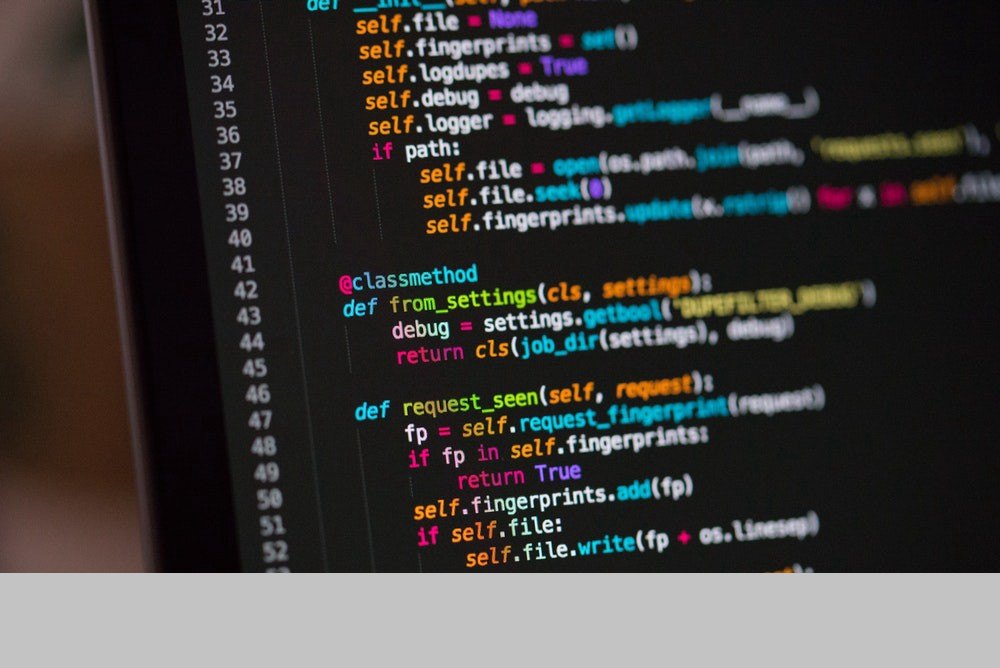 31 def __init__(self,
32 self.file = None
33 self.fingerprints = set()
34 self.logdupes = True
35 self.debug = debug
36 self.logger = logging.getLogger(__name__)
37 if path:
38 self.file = open(os.path.join(path, 'requests.seen'),
39 self.file.seek(0)
40 self.fingerprints.update(x.rstrip() for x in self.file
41
42 @classmethod
43 def from_settings(cls, settings):
44 debug = settings.getbool('DUPEFILTER_DEBUG')
45 return cls(job_dir(settings), debug)
46
47 def request_seen(self, request):
48 fp = self.request_fingerprint(request)
49 if fp in self.fingerprints:
50 return True
51 self.fingerprints.add(fp)
52 if self.file:
self.file.write(fp + os.linesep)